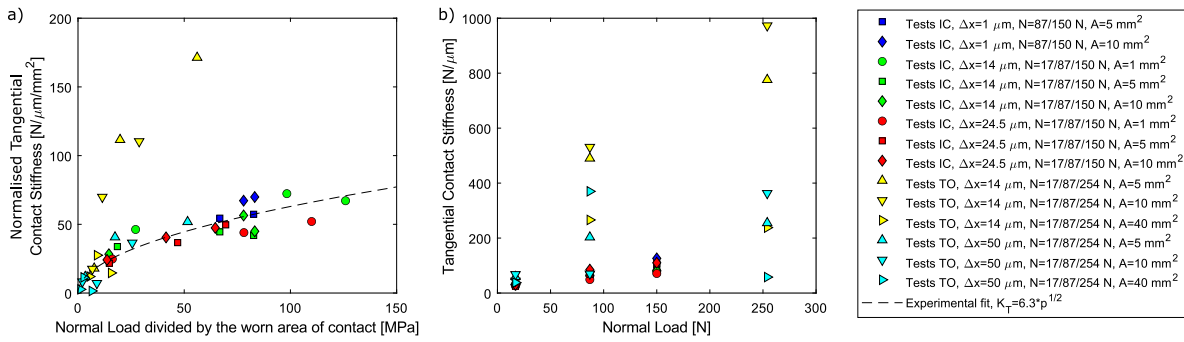 a)
200
150
100
50
0
0
50
100
150
Normalised Tangential
Contact Stiffness [N/μm/mm²]
Normal Load divided by the worn area of contact [MPa]
b)
1000
800
600
400
200
0
0
50
100
150
200
250
300
Tangential Contact Stiffness [N/μm]
Normal Load [N]
Tests IC, Δx=1 μm, N=87/150 N, A=5 mm²
Tests IC, Δx=1 μm, N=87/150 N, A=10 mm²
Tests IC, Δx=14 μm, N=17/87/150 N, A=1 mm²
Tests IC, Δx=14 μm, N=17/87/150 N, A=5 mm²
Tests IC, Δx=14 μm, N=17/87/150 N, A=10 mm²
Tests IC, Δx=24.5 μm, N=17/87/150 N, A=1 mm²
Tests IC, Δx=24.5 μm, N=17/87/150 N, A=5 mm²
Tests IC, Δx=24.5 μm, N=17/87/150 N, A=10 mm²
Tests TO, Δx=14 μm, N=17/87/254 N, A=5 mm²
Tests TO, Δx=14 μm, N=17/87/254 N, A=10 mm²
Tests TO, Δx=14 μm, N=17/87/254 N, A=40 mm²
Tests TO, Δx=50 μm, N=17/87/254 N, A=5 mm²
Tests TO, Δx=50 μm, N=17/87/254 N, A=10 mm²
Tests TO, Δx=50 μm, N=17/87/254 N, A=40 mm²
Experimental fit, K_T=6.3*p^1/2